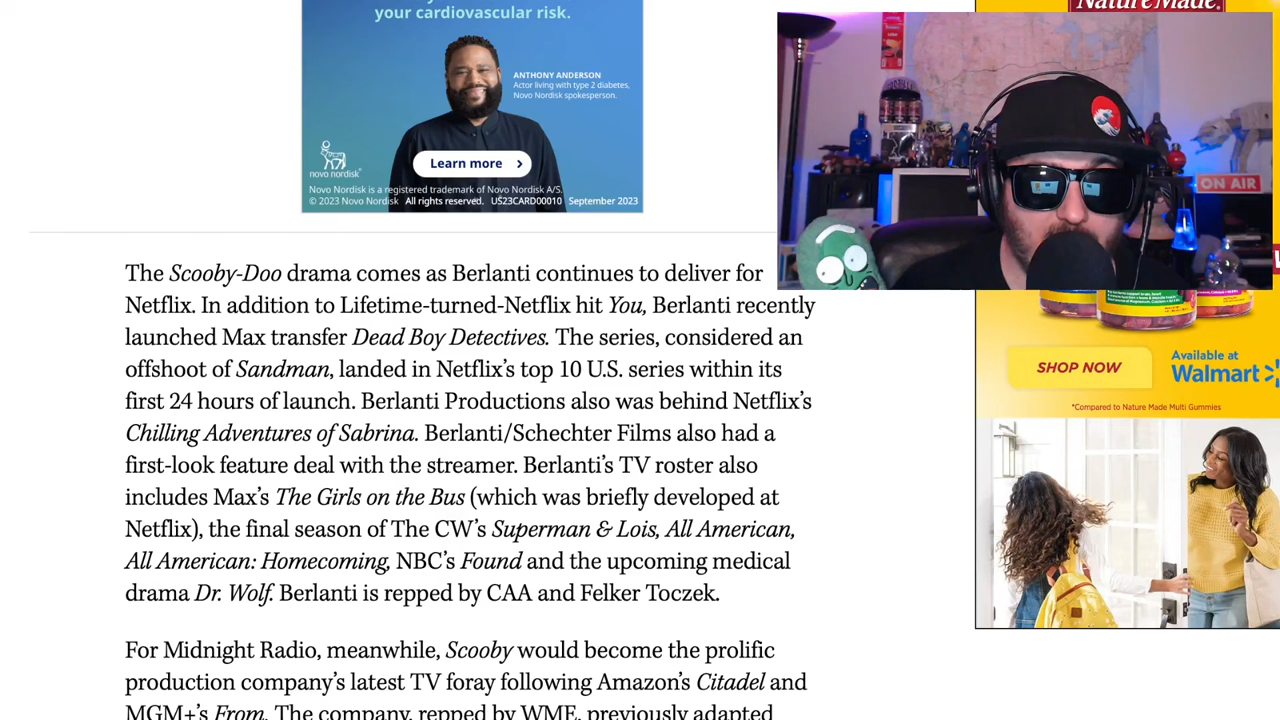 your cardiovascular risk.
ANTHONY ANDERSON
Actor living with type 2 diabetes,
Novo Nordisk spokesperson.
Learn more
novo nordisk
Novo Nordisk is a registered trademark of Novo Nordisk A/S.
© 2023 Novo Nordisk All rights reserved. US23CARD00010 September 2023
Nature Made.
ON AIR
The Scooby-Doo drama comes as Berlanti continues to deliver for
Netflix. In addition to Lifetime-turned-Netflix hit You, Berlanti recently
launched Max transfer Dead Boy Detectives. The series, considered an
offshoot of Sandman, landed in Netflix’s top 10 U.S. series within its
first 24 hours of launch. Berlanti Productions also was behind Netflix’s
Chilling Adventures of Sabrina. Berlanti/Schechter Films also had a
first-look feature deal with the streamer. Berlanti’s TV roster also
includes Max’s The Girls on the Bus (which was briefly developed at
Netflix), the final season of The CW’s Superman & Lois, All American,
All American: Homecoming, NBC’s Found and the upcoming medical
drama Dr. Wolf. Berlanti is repped by CAA and Felker Toczek.
For Midnight Radio, meanwhile, Scooby would become the prolific
production company’s latest TV foray following Amazon’s Citadel and
MGM+’s From. The company, repped by WME, previously adapted
SHOP NOW
Available at
Walmart
*Compared to Nature Made Multi Gummies